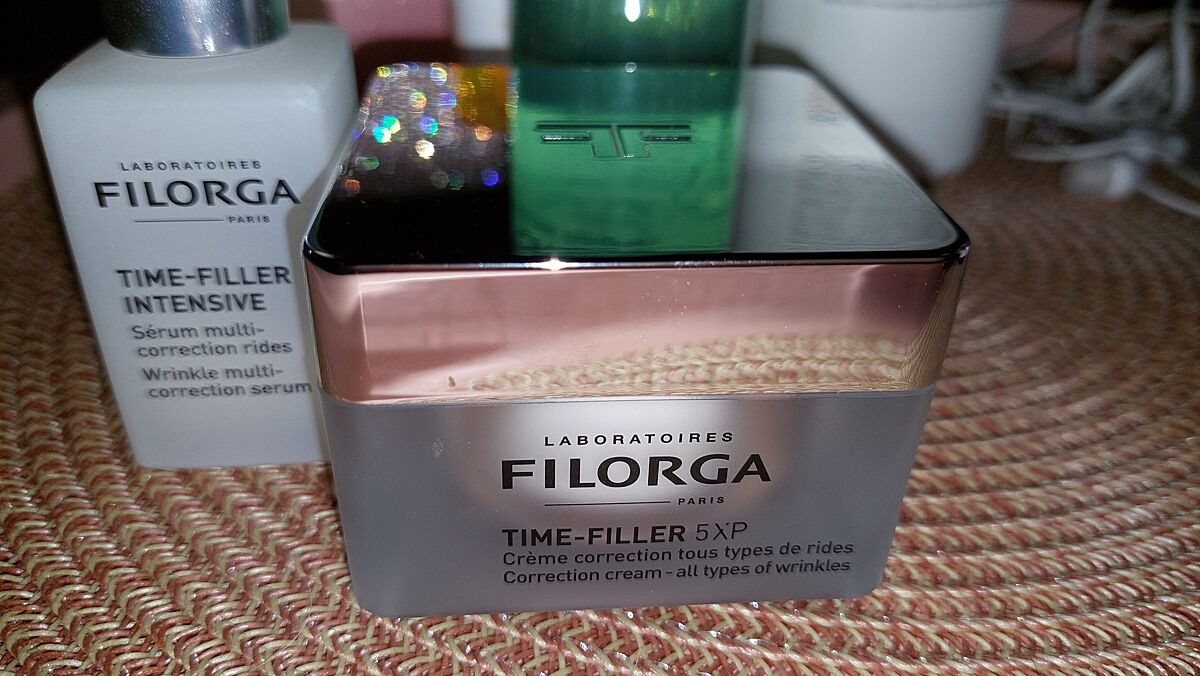 LABORATOIRES
FILORGA
PARIS
TIME-FILLER
INTENSIVE
Sérum multi-
correction rides
Wrinkle multi-
correction serum
LABORATOIRES
FILORGA
PARIS
TIME-FILLER 5XP
Crème correction tous types de rides
Correction cream - all types of wrinkles